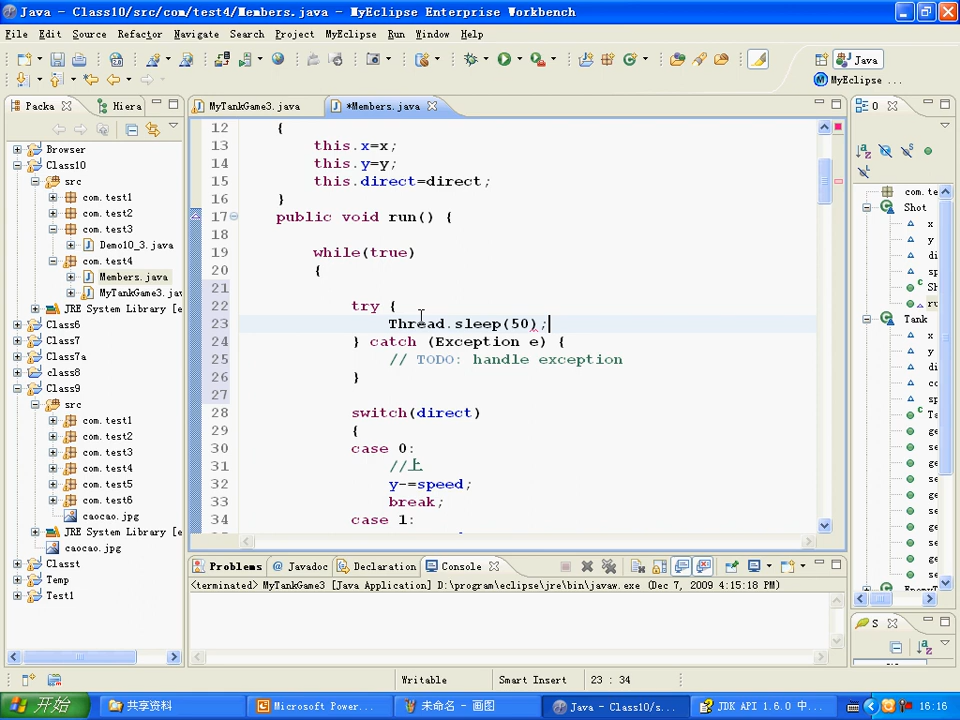 Java - Class10/src/com/test4/Members.java - MyEclipse Enterprise Workbench
File Edit Source Refactor Navigate Search Project MyEclipse Run Window Help
Java
MyEclipse ...
Packa
Hiera
MyTankGame3.java
*Members.java
O
Browser
Class10
src
com.test1
com.test2
com.test3
Demo10_3.java
com.test4
Members.java
MyTankGame3.jav
JRE System Library [e
Class6
Class7
Class7a
class8
Class9
src
com.test1
com.test2
com.test3
com.test4
com.test5
com.test6
caocao.jpg
JRE System Library [e
caocao.jpg
Classt
Temp
Test1
12 {
13 this.x=x;
14 this.y=y;
15 this.direct=direct;
16 }
17 public void run() {
18
19 while(true)
20 {
21
22 try {
23 Thread.sleep(50);
24 } catch (Exception e) {
25 // TODO: handle exception
26 }
27
28 switch(direct)
29 {
30 case 0:
31 //上
32 y-=speed;
33 break;
34 case 1:
com.te
Shot
x
y
di
sp
Sh
ru
Tank
x
y
di
co
sp
Ta
ge
se
ge
se
ge
se
ge
se
ge
se
S
Problems
Javadoc
Declaration
Console
<terminated> MyTankGame3 [Java Application] D:\program\eclipse\jre\bin\javaw.exe (Dec 7, 2009 4:15:18 PM)
Writable
Smart Insert
23 : 34
开始
共享资料
Microsoft Power...
未命名 - 画图
Java - Class10/s...
JDK API 1.6.0 中...
16:16